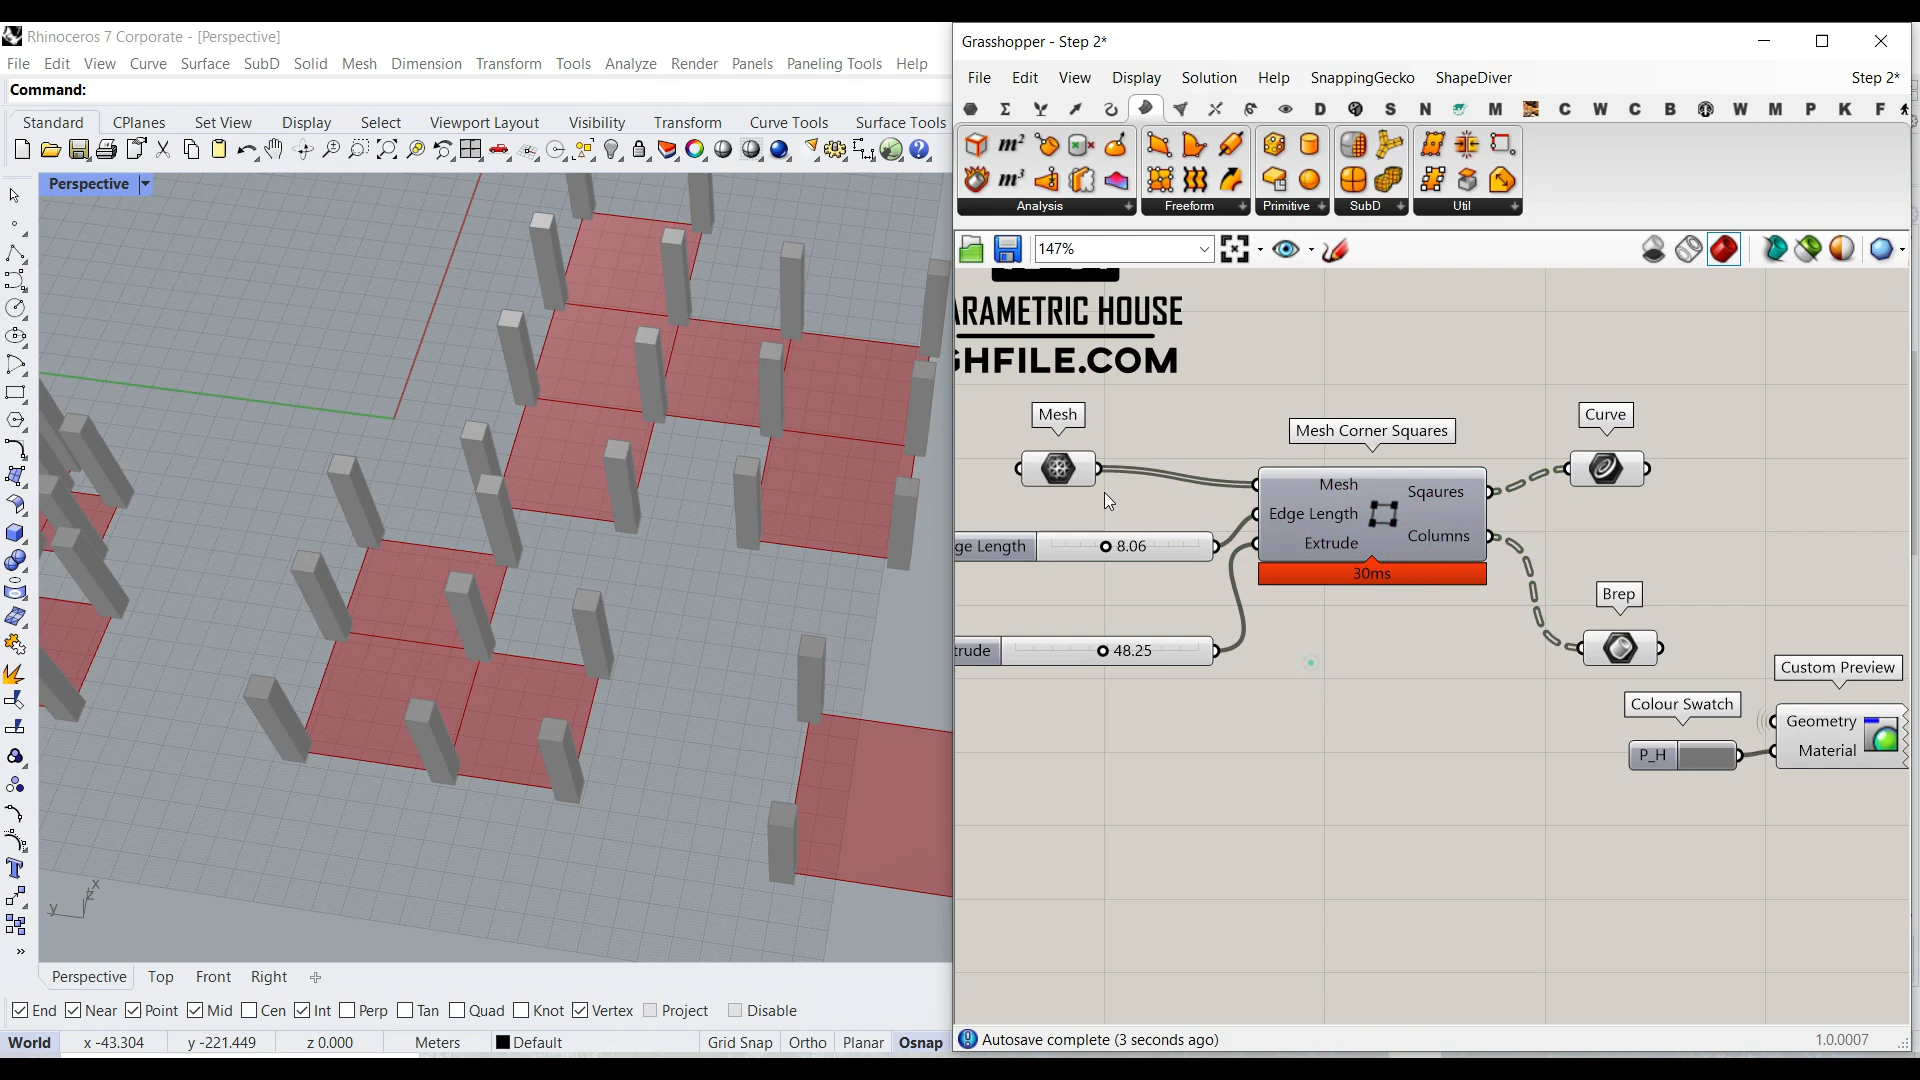 Rhinoceros 7 Corporate - [Perspective]
File Edit View Curve Surface SubD Solid Mesh Dimension Transform Tools Analyze Render Panels Paneling Tools Help
Command:
Standard CPlanes Set View Display Select Viewport Layout Visibility Transform Curve Tools Surface Tools
Perspective
x
z
y
Perspective Top Front Right
End Near Point Mid Cen Int Perp Tan Quad Knot Vertex Project Disable
World x -43.304 y -221.449 z 0.000 Meters Default Grid Snap Ortho Planar Osnap
Grasshopper - Step 2*
File Edit View Display Solution Help SnappingGecko ShapeDiver Step 2*
D S N M C W C B W M P K F
m² m³
Analysis Freeform Primitive SubD Util
147%
ARAMETRIC HOUSE
GHFILE.COM
Mesh
Mesh Corner Squares
Curve
Mesh
Edge Length
Extrude
Sqaures
Columns
30ms
ge Length 8.06
trude 48.25
Brep
Custom Preview
Colour Swatch
Geometry
Material
P_H
Autosave complete (3 seconds ago) 1.0.0007